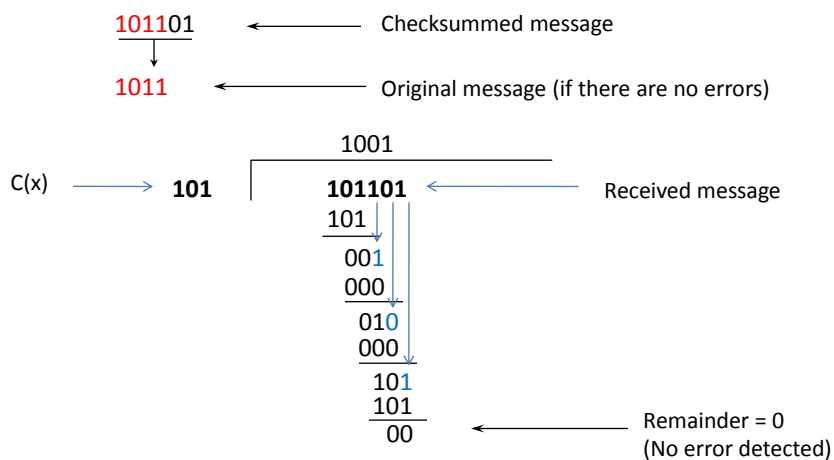 101101 Checksummed message
1011 Original message (if there are no errors)
1001
C(x) 101 101101 Received message
101
001
000
010
000
101
101
00
Remainder = 0
(No error detected)